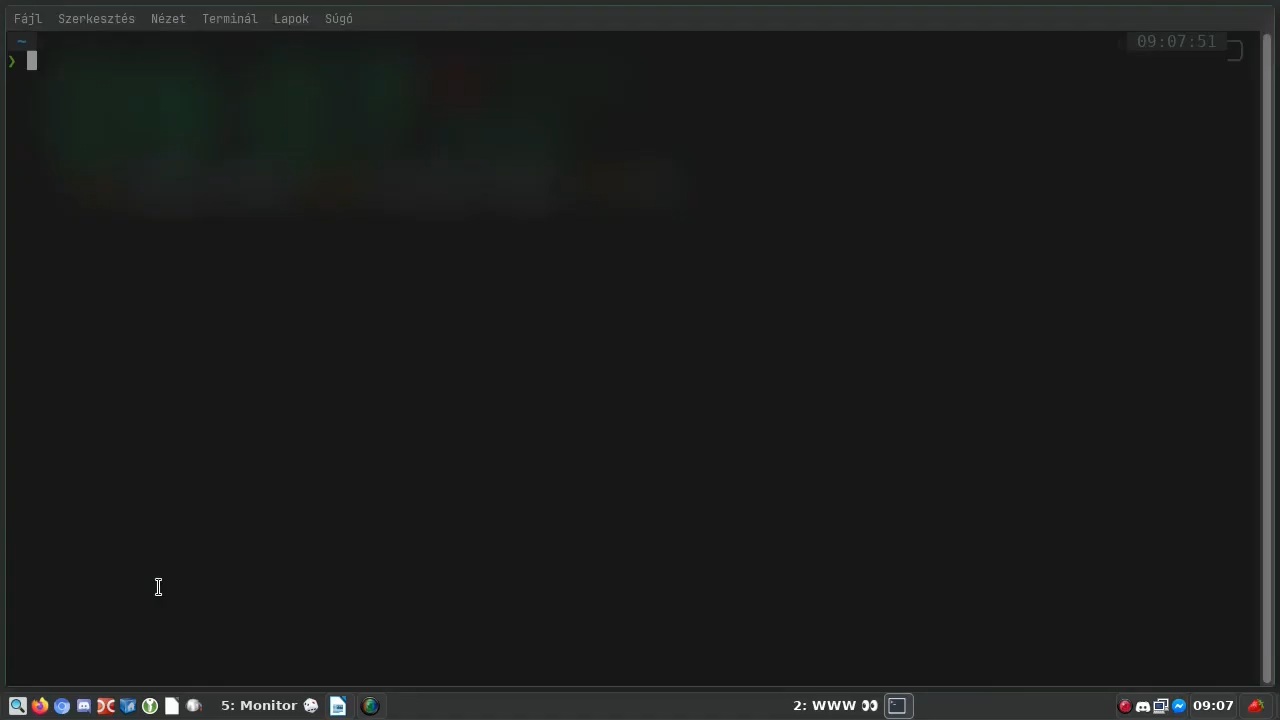 Fájl Szerkesztés Nézet Terminál Lapok Súgó
~ 09:07:51
❯
5: Monitor 2: WWW 09:07